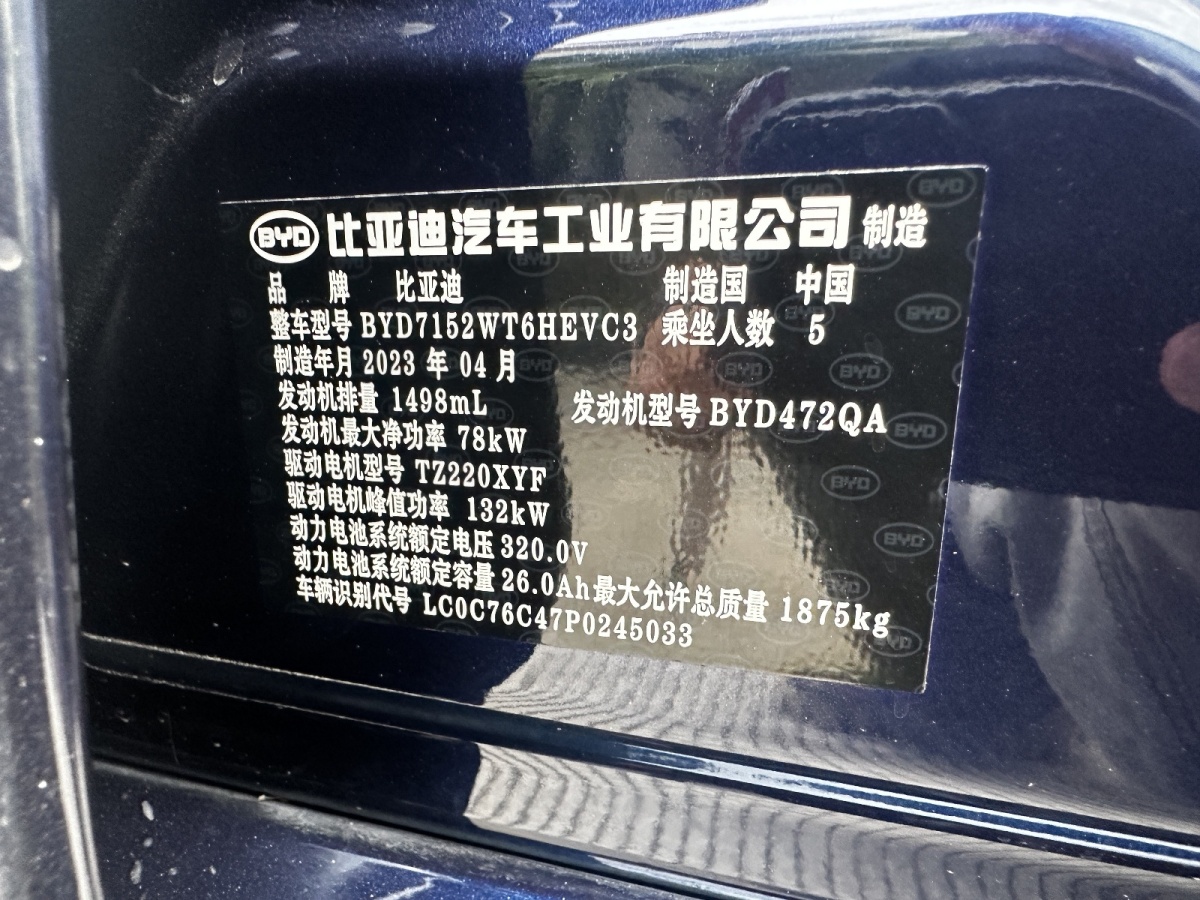 BYD 比亚迪汽车工业有限公司 制造
品 牌 比亚迪 制造国 中国
整车型号 BYD7152WT6HEVC3 乘坐人数 5
制造年月 2023 年 04 月
发动机排量 1498mL 发动机型号 BYD472QA
发动机最大净功率 78kW
驱动电机型号 TZ220XYF
驱动电机峰值功率 132kW
动力电池系统额定电压 320.0V
动力电池系统额定容量 26.0Ah 最大允许总质量 1875kg
车辆识别代号 LC0C76C47P0245033